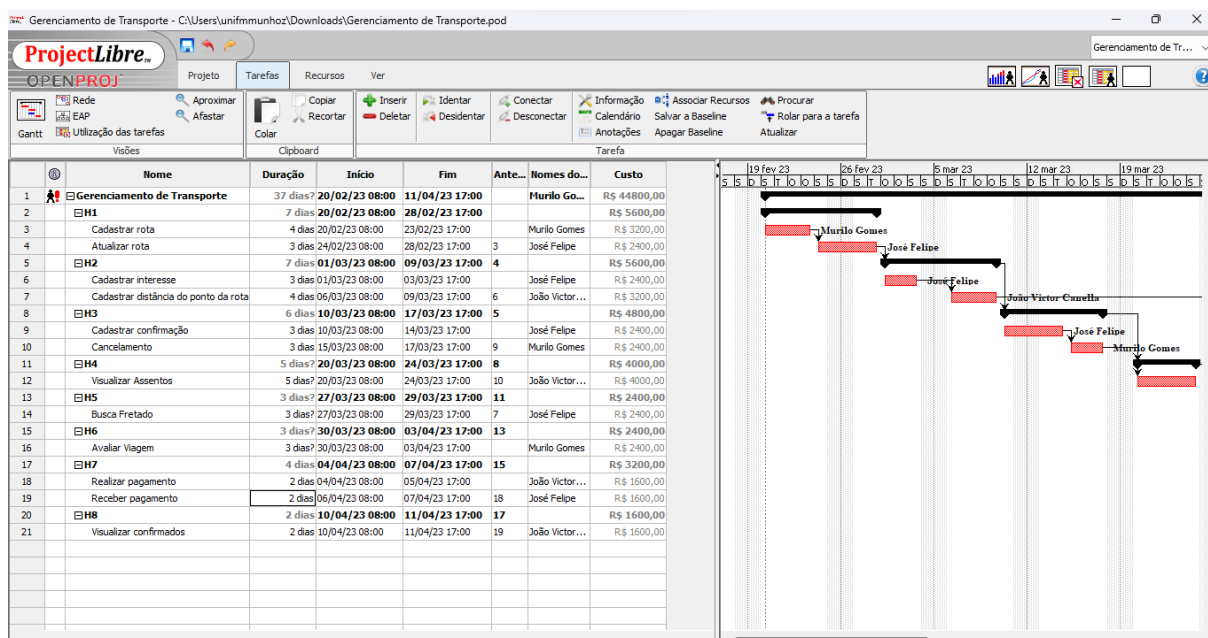 Gerenciamento de Transporte - C:\Users\unifmmunhoz\Downloads\Gerenciamento de Transporte.pod
ProjectLibre™
OPENPROJ
Gerenciamento de Tr...
Projeto Tarefas Recursos Ver
Rede Aproximar Copiar Inserir Identar Conectar Informação Associar Recursos Procurar
EAP Afastar Recortar Deletar Desidentar Desconectar Calendário Salvar a Baseline Rolar para a tarefa
Gantt Utilização das tarefas Colar Anotações Apagar Baseline Atualizar
Visões Clipboard Tarefa
Nome Duração Início Fim Ante... Nomes do... Custo
19 fev 23 26 fev 23 5 mar 23 12 mar 23 19 mar 23
S S D S T Q Q S S D S T Q Q S S D S T Q Q S S D S T Q Q S S D S T Q Q S
1 Gerenciamento de Transporte 37 dias? 20/02/23 08:00 11/04/23 17:00 Murilo Go... R$ 44800,00
2 H1 7 dias 20/02/23 08:00 28/02/23 17:00 R$ 5600,00
3 Cadastrar rota 4 dias 20/02/23 08:00 23/02/23 17:00 Murilo Gomes R$ 3200,00 Murilo Gomes
4 Atualizar rota 3 dias 24/02/23 08:00 28/02/23 17:00 3 José Felipe R$ 2400,00 José Felipe
5 H2 7 dias 01/03/23 08:00 09/03/23 17:00 4 R$ 5600,00
6 Cadastrar interesse 3 dias 01/03/23 08:00 03/03/23 17:00 José Felipe R$ 2400,00 José Felipe
7 Cadastrar distância do ponto da rota 4 dias 06/03/23 08:00 09/03/23 17:00 6 João Victor... R$ 3200,00 João Victor Canella
8 H3 6 dias 10/03/23 08:00 17/03/23 17:00 5 R$ 4800,00
9 Cadastrar confirmação 3 dias 10/03/23 08:00 14/03/23 17:00 José Felipe R$ 2400,00 José Felipe
10 Cancelamento 3 dias 15/03/23 08:00 17/03/23 17:00 9 Murilo Gomes R$ 2400,00 Murilo Gomes
11 H4 5 dias? 20/03/23 08:00 24/03/23 17:00 8 R$ 4000,00
12 Visualizar Assentos 5 dias? 20/03/23 08:00 24/03/23 17:00 10 João Victor... R$ 4000,00
13 H5 3 dias? 27/03/23 08:00 29/03/23 17:00 11 R$ 2400,00
14 Busca Fretado 3 dias? 27/03/23 08:00 29/03/23 17:00 7 José Felipe R$ 2400,00
15 H6 3 dias? 30/03/23 08:00 03/04/23 17:00 13 R$ 2400,00
16 Avaliar Viagem 3 dias? 30/03/23 08:00 03/04/23 17:00 Murilo Gomes R$ 2400,00
17 H7 4 dias 04/04/23 08:00 07/04/23 17:00 15 R$ 3200,00
18 Realizar pagamento 2 dias 04/04/23 08:00 05/04/23 17:00 João Victor... R$ 1600,00
19 Receber pagamento 2 dias 06/04/23 08:00 07/04/23 17:00 18 José Felipe R$ 1600,00
20 H8 2 dias 10/04/23 08:00 11/04/23 17:00 17 R$ 1600,00
21 Visualizar confirmados 2 dias 10/04/23 08:00 11/04/23 17:00 19 João Victor... R$ 1600,00